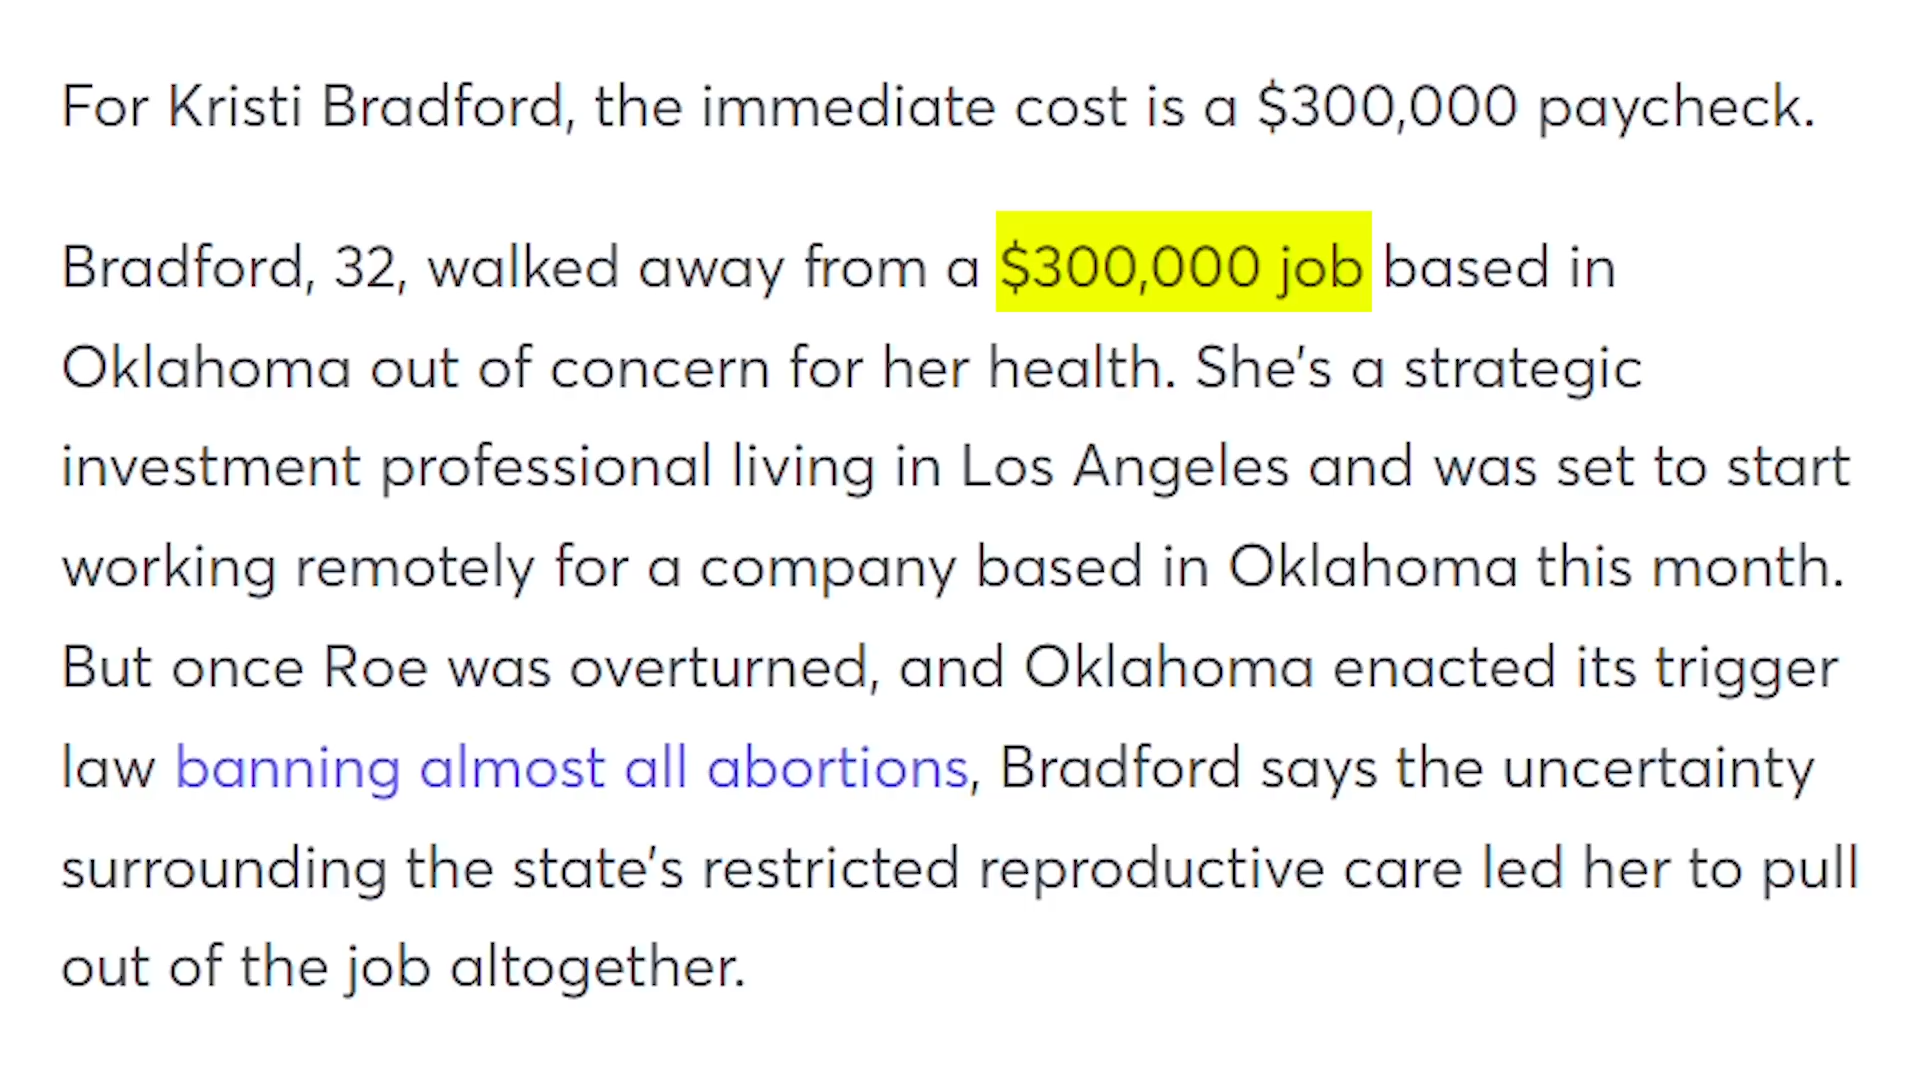 For Kristi Bradford, the immediate cost is a $300,000 paycheck.
Bradford, 32, walked away from a $300,000 job based in
Oklahoma out of concern for her health. She's a strategic
investment professional living in Los Angeles and was set to start
working remotely for a company based in Oklahoma this month.
But once Roe was overturned, and Oklahoma enacted its trigger
law banning almost all abortions, Bradford says the uncertainty
surrounding the state's restricted reproductive care led her to pull
out of the job altogether.